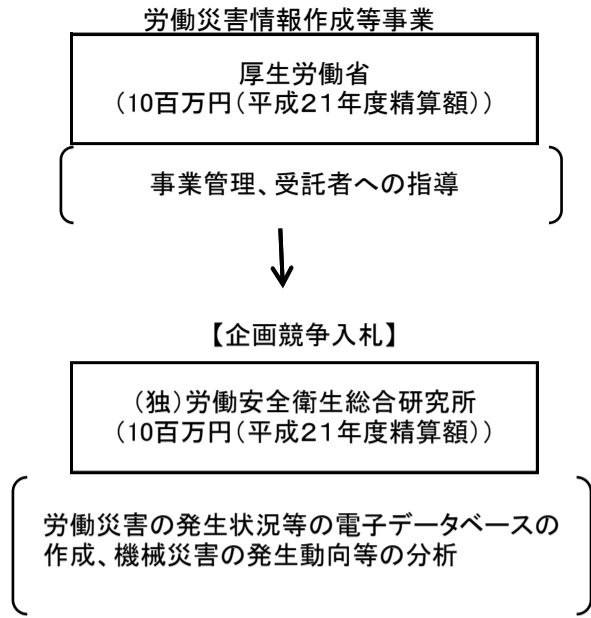 労働災害情報作成等事業
厚生労働省
（10百万円（平成２１年度精算額））
事業管理、受託者への指導
【企画競争入札】
（独）労働安全衛生総合研究所
（10百万円（平成２１年度精算額））
労働災害の発生状況等の電子データベースの
作成、機械災害の発生動向等の分析